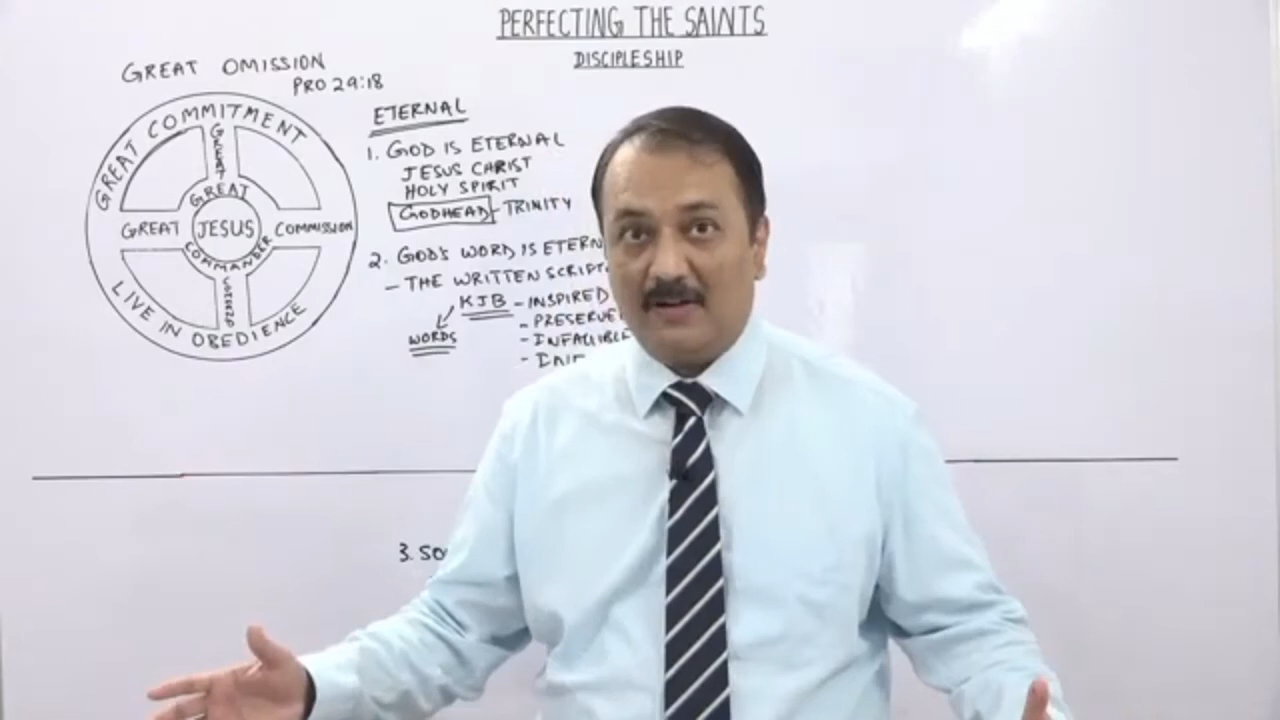 PERFECTING THE SAINTS
DISCIPLESHIP
GREAT OMISSION
PRO 29:18
GREAT COMMITMENT
GREAT
GREAT
GREAT JESUS COMMISSION
COMMANDER
LIVE IN OBEDIENCE
ETERNAL
1. GOD IS ETERNAL
JESUS CHRIST
HOLY SPIRIT
GODHEAD - TRINITY
2. GOD'S WORD IS ETERN
- THE WRITTEN SCRIPT
KJB - INSPIRED
WORDS
- PRESERVE
- INFALLIBLE
3. SO